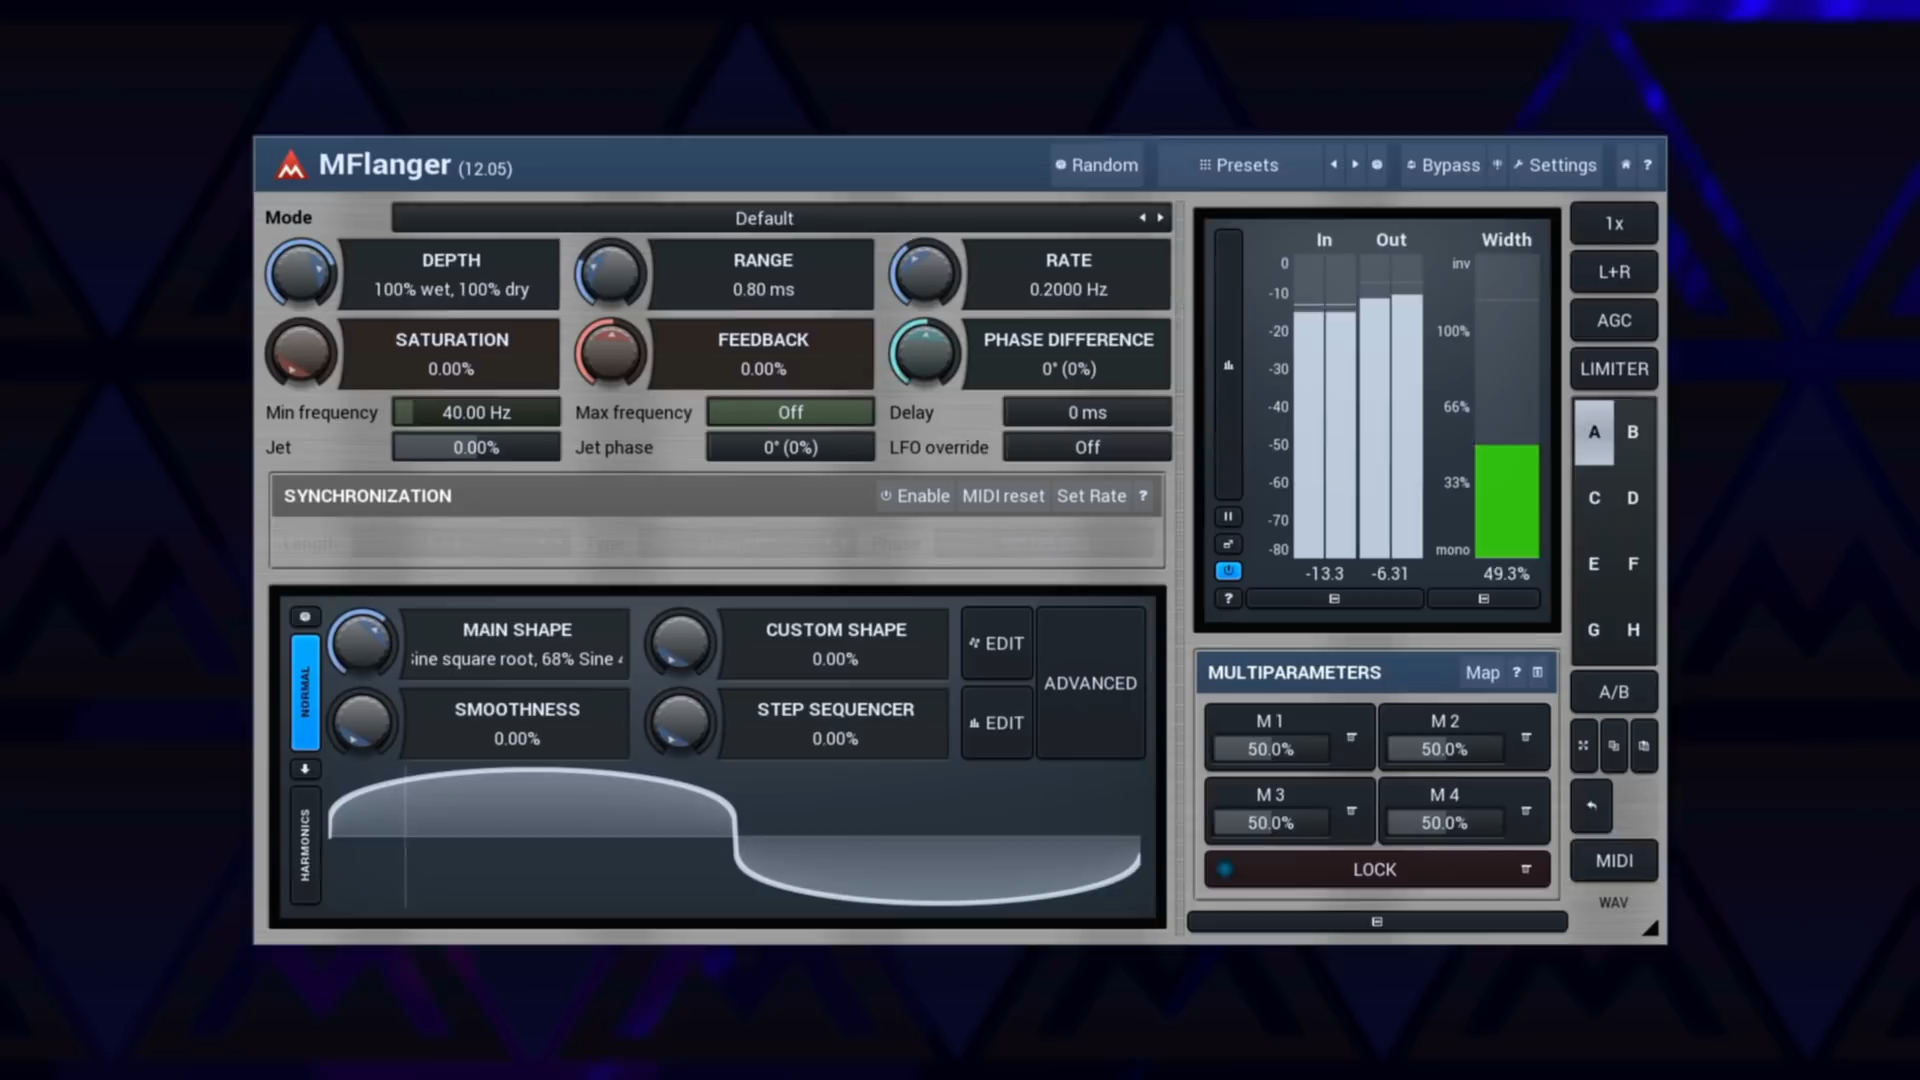 MFlanger (12.05)
Random
Presets
Bypass
Settings
?
Mode
Default
DEPTH
100% wet, 100% dry
RANGE
0.80 ms
RATE
0.2000 Hz
SATURATION
0.00%
FEEDBACK
0.00%
PHASE DIFFERENCE
0° (0%)
Min frequency
40.00 Hz
Max frequency
Off
Delay
0 ms
Jet
0.00%
Jet phase
0° (0%)
LFO override
Off
SYNCHRONIZATION
Enable
MIDI reset
Set Rate
?
Length
Phase
NORMAL
HARMONICS
MAIN SHAPE
ine square root, 68% Sine
CUSTOM SHAPE
0.00%
EDIT
ADVANCED
SMOOTHNESS
0.00%
STEP SEQUENCER
0.00%
EDIT
In
Out
Width
0
-10
-20
-30
-40
-50
-60
-70
-80
inv
100%
66%
33%
mono
-13.3
-6.31
49.3%
?
MULTIPARAMETERS
Map
?
M 1
50.0%
M 2
50.0%
M 3
50.0%
M 4
50.0%
LOCK
1x
L+R
AGC
LIMITER
A B
C D
E F
G H
A/B
MIDI
WAV